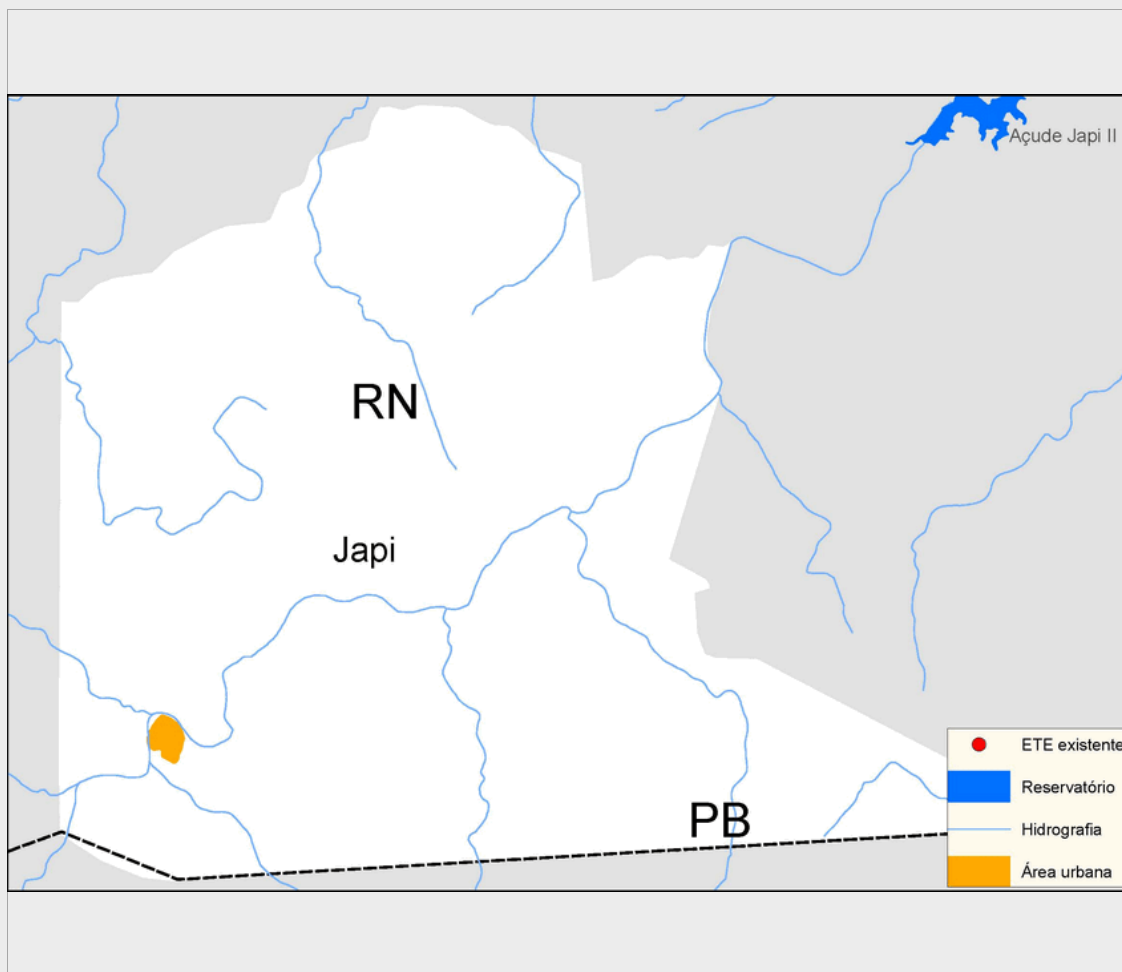 Açude Japi II
RN
Japi
PB
ETE existente
Reservatório
Hidrografia
Área urbana